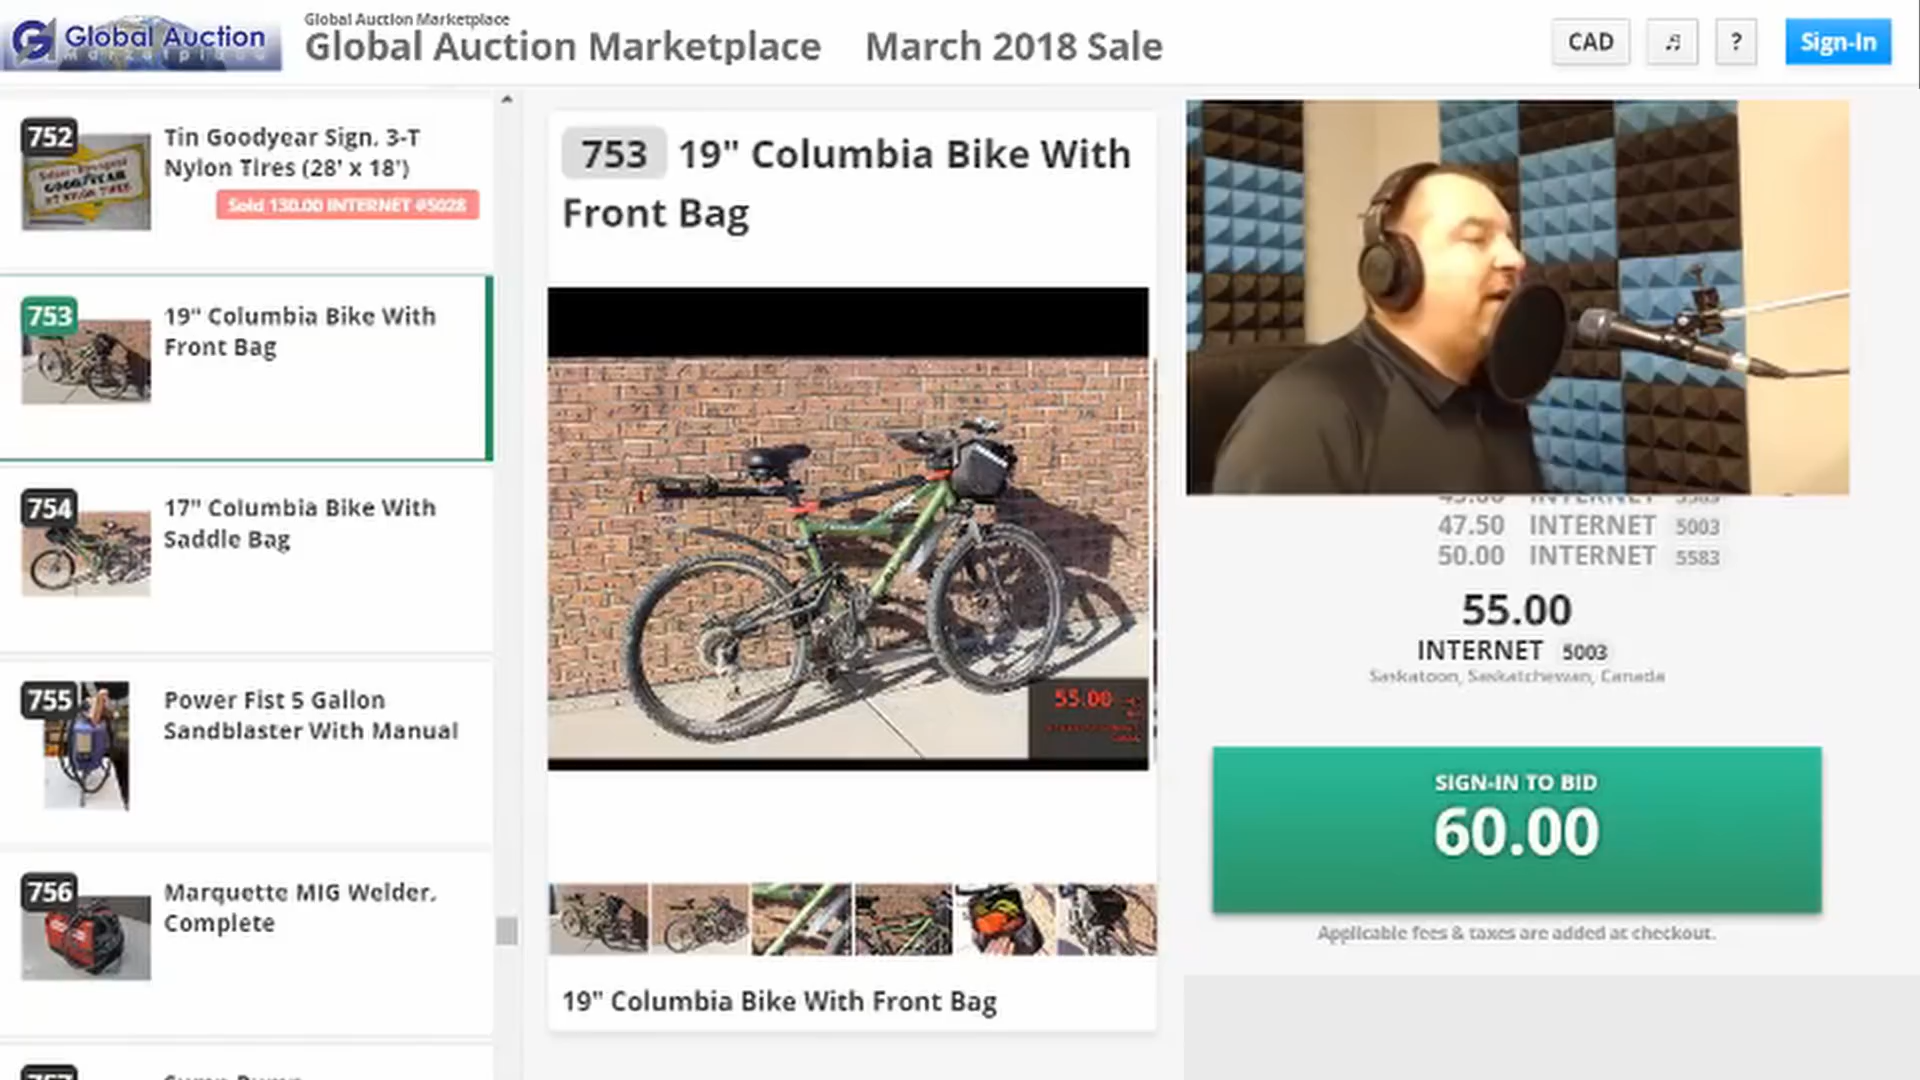 Global Auction
marketplace
Global Auction Marketplace
Global Auction Marketplace March 2018 Sale
CAD
?
Sign-In
752
Tin Goodyear Sign, 3-T
Nylon Tires (28' x 18')
GOODYEAR
Sold 130.00 INTERNET #5028
753
19" Columbia Bike With
Front Bag
754
17" Columbia Bike With
Saddle Bag
755
Power Fist 5 Gallon
Sandblaster With Manual
756
Marquette MIG Welder,
Complete
753 19" Columbia Bike With
Front Bag
55.00
19" Columbia Bike With Front Bag
47.50 INTERNET 5003
50.00 INTERNET 5583
55.00
INTERNET 5003
Saskatoon, Saskatchewan, Canada
SIGN-IN TO BID
60.00
Applicable fees & taxes are added at checkout.